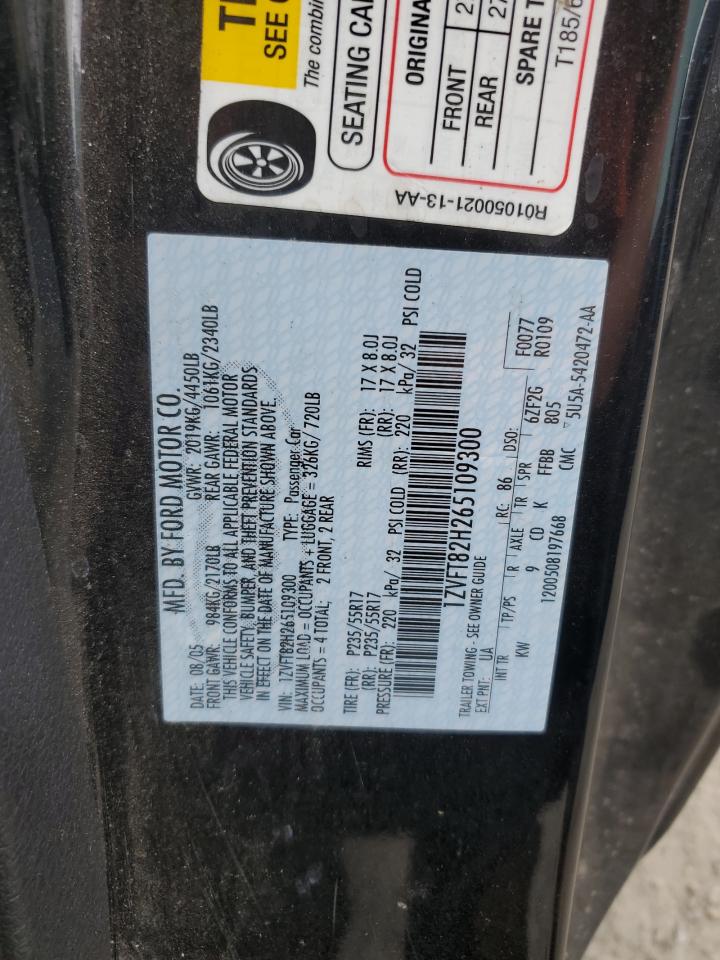 TI
SEE O
The combin
SEATING CA
ORIGINA
FRONT 2
REAR 27
SPARE T
T185/6
R01050021-13-AA
MFD. BY FORD MOTOR CO.
DATE: 08/05 GVWR: 2019KG/4450LB
FRONT GAWR: 984KG/2170LB REAR GAWR: 1061KG/2340LB
THIS VEHICLE CONFORMS TO ALL APPLICABLE FEDERAL MOTOR
VEHICLE SAFETY, BUMPER, AND THEFT PREVENTION STANDARDS
IN EFFECT ON THE DATE OF MANUFACTURE SHOWN ABOVE.
VIN: 1ZVFT82H265109300 TYPE: Passenger Car
MAXIMUM LOAD = OCCUPANTS + LUGGAGE = 326KG/ 720LB
OCCUPANTS = 4 TOTAL; 2 FRONT, 2 REAR
TIRE (FR): P235/55R17 RIMS (FR): 17 X 8.0J
(RR): P235/55R17 (RR): 17 X 8.0J
PRESSURE (FR): 220 kPa/ 32 PSI COLD (RR): 220 kPa/ 32 PSI COLD
1ZVFT82H265109300
TRAILER TOWING - SEE OWNER GUIDE
EXT PNT: UA RC: 86 DSO: F0077
INT TR TP/PS R AXLE TR SPR 6ZF2G R0109
KW 9 CD K FFBB 805
1200508197668 CMC 5U5A-5420472-AA